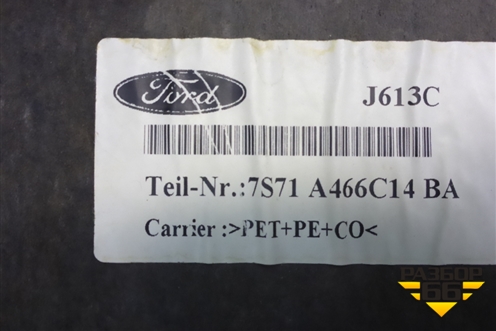 Ford
J613C
Teil-Nr.:7S71 A466C14 BA
Carrier :>PET+PE+CO<
РАЗБОР
66